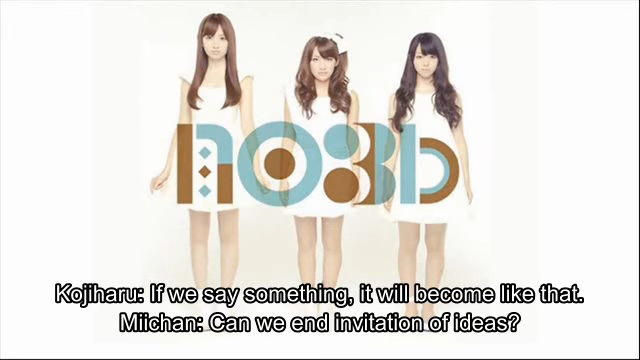 no3b
Kojiharu: If we say something, it will become like that.
Miichan: Can we end invitation of ideas?